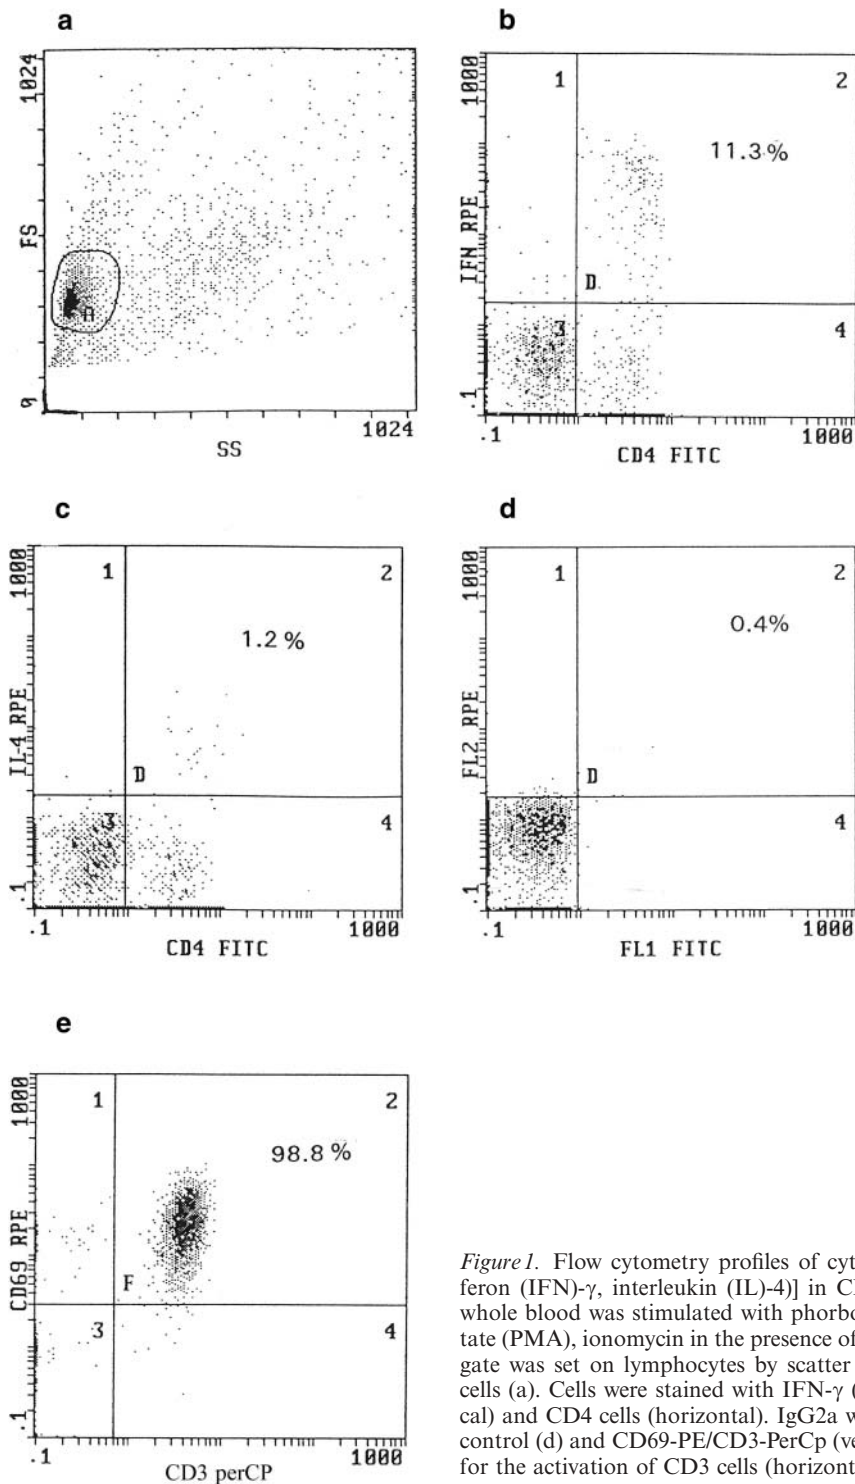 a
1024
FS
0
A
1024
SS
b
1000
IFN RPE
.1
1
2
11.3%
D
3
4
.1
1000
CD4 FITC
c
1000
IL-4 RPE
.1
1
2
1.2%
D
3
4
.1
1000
CD4 FITC
d
1000
FL2 RPE
.1
1
2
0.4%
D
4
.1
1000
FL1 FITC
e
1000
CD69 RPE
.1
1
2
98.8%
F
3
4
.1
1000
CD3 perCP
Figure 1. Flow cytometry profiles of cyt
feron (IFN)-γ, interleukin (IL)-4)] in C
whole blood was stimulated with phorbo
tate (PMA), ionomycin in the presence of
gate was set on lymphocytes by scatter
cells (a). Cells were stained with IFN-γ (
cal) and CD4 cells (horizontal). IgG2a w
control (d) and CD69-PE/CD3-PerCp (ve
for the activation of CD3 cells (horizont